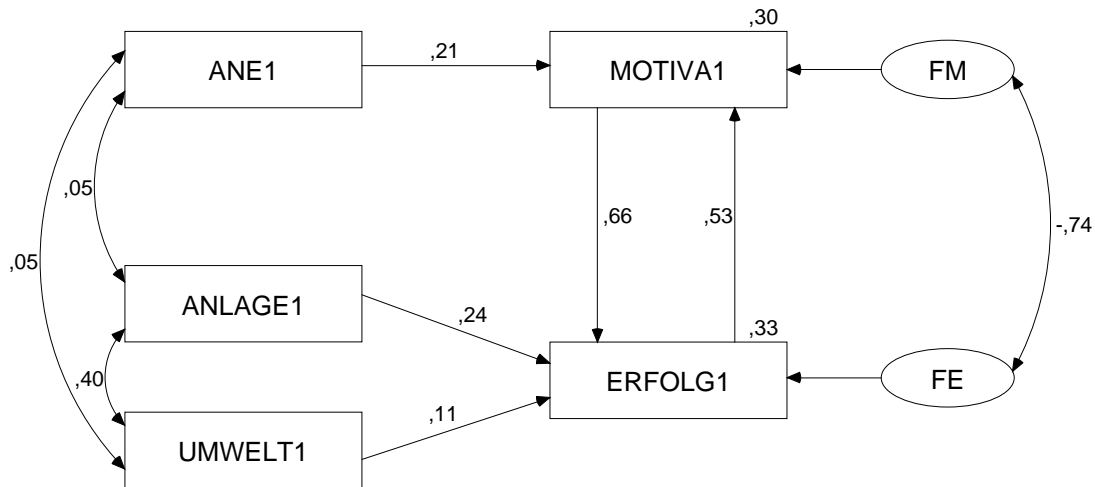 ,30
ANE1
,21
MOTIVA1
FM
,05
,66
,53
-,74
,05
ANLAGE1
,24
,33
,40
ERFOLG1
FE
,11
UMWELT1